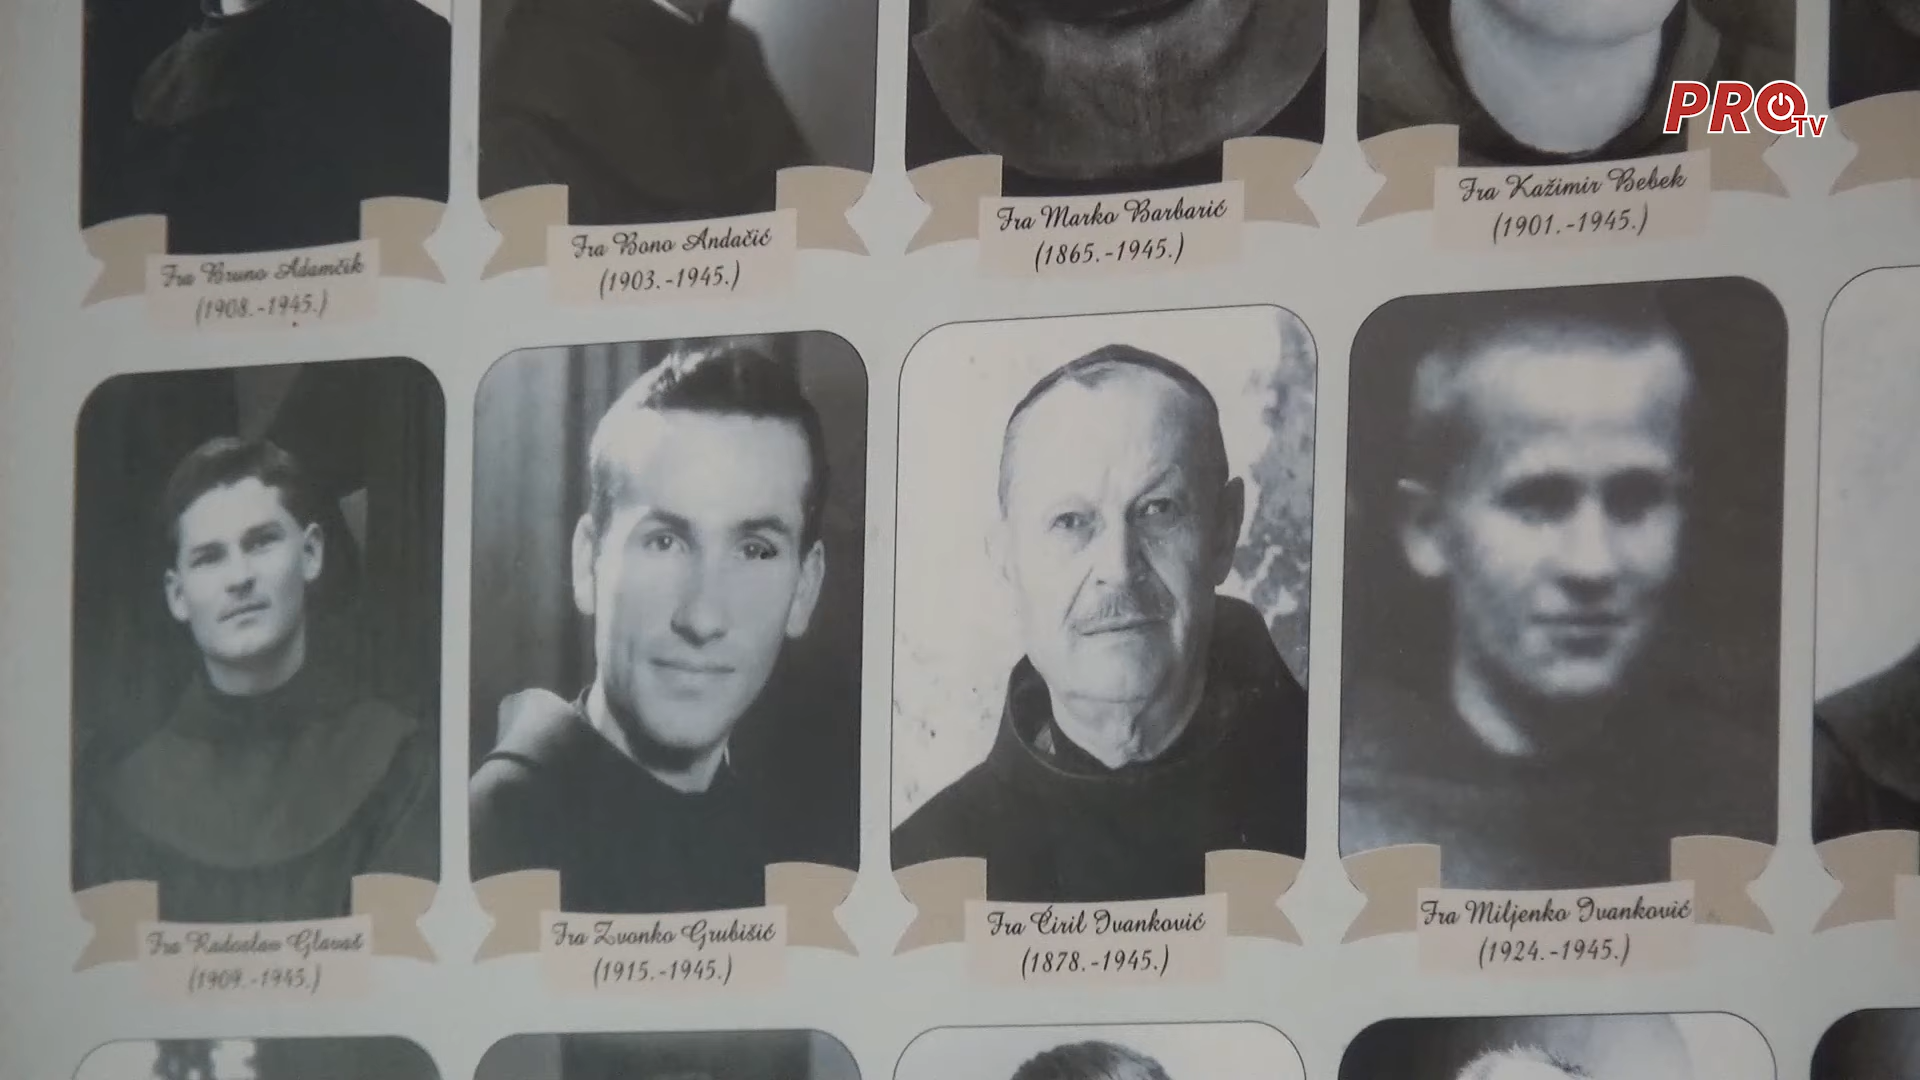 PRO TV
Fra Bruno Adamčik
(1908.-1945.)
Fra Bono Andačić
(1903.-1945.)
Fra Marko Barbarić
(1865.-1945.)
Fra Kažimir Bebek
(1901.-1945.)
Fra Radoslav Glavaš
(1909.-1945.)
Fra Zvonko Grubišić
(1915.-1945.)
Fra Ćiril Ivanković
(1878.-1945.)
Fra Miljenko Ivanković
(1924.-1945.)